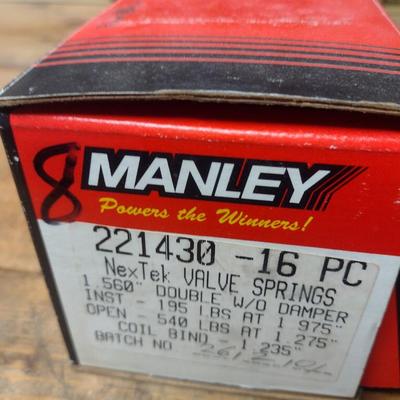 8 MANLEY
Powers the Winners!
221430 -16 PC
NexTek VALVE SPRINGS
1.560" DOUBLE W/O DAMPER
INST - 195 LBS AT 1.975"
OPEN - 540 LBS AT 1.275"
COIL BIND - 1.235"
BATCH NO